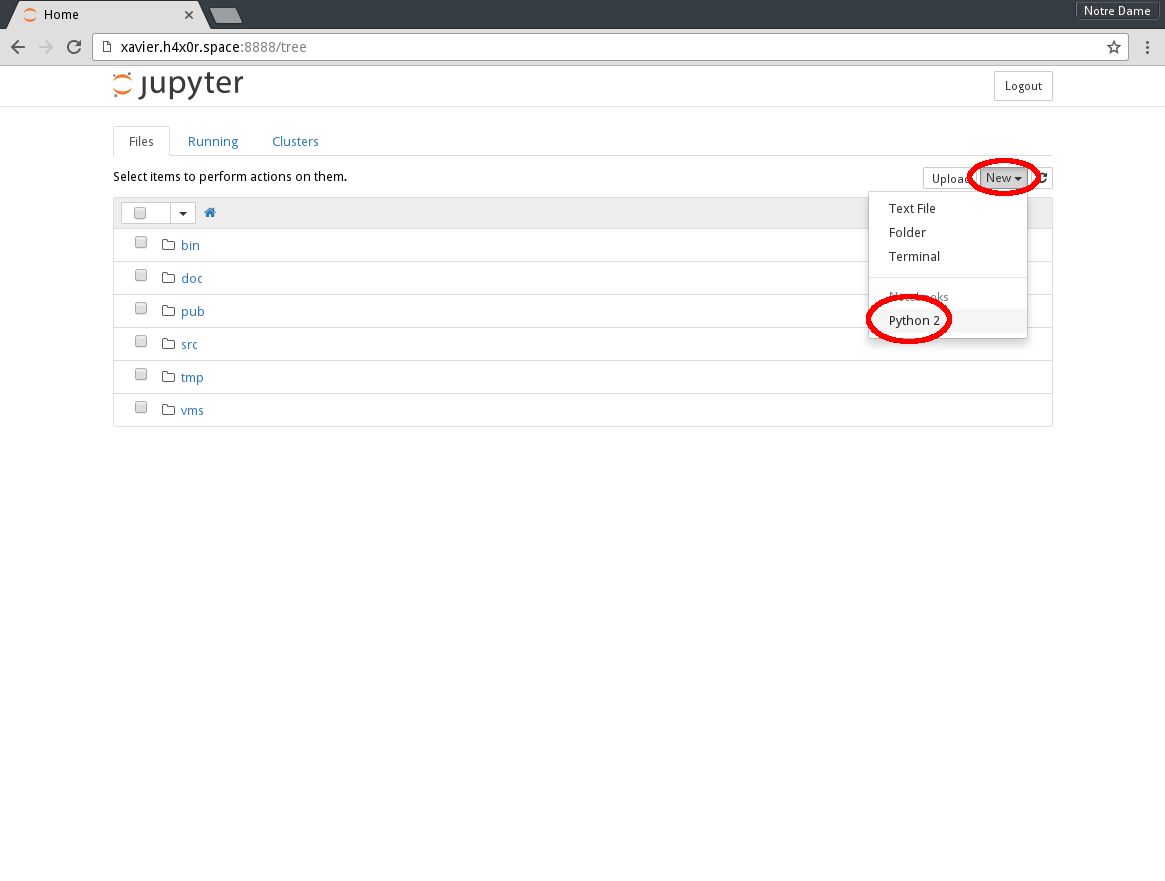 Home
Notre Dame
xavier.h4x0r.space:8888/tree
jupyter
Logout
Files
Running
Clusters
Select items to perform actions on them.
Upload
New
Text File
Folder
Terminal
Notebooks
Python 2
bin
doc
pub
src
tmp
vms